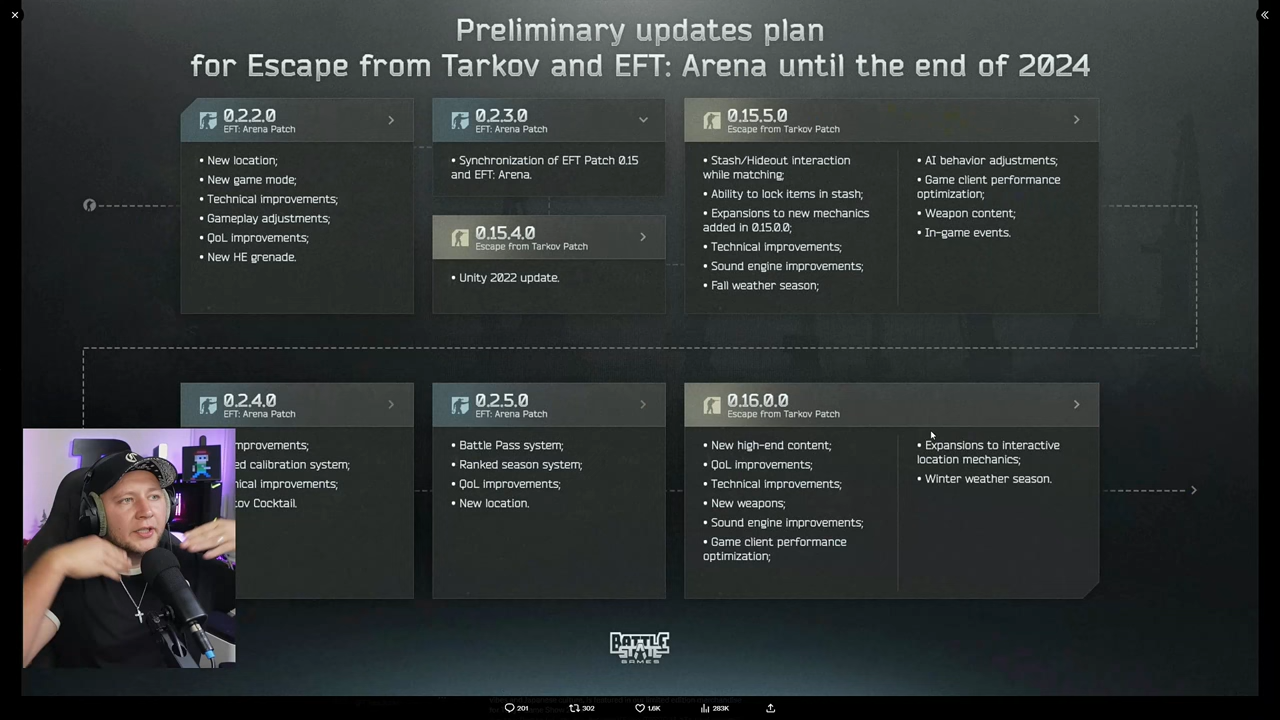 Preliminary updates plan
for Escape from Tarkov and EFT: Arena until the end of 2024
0.2.2.0
EFT: Arena Patch
• New location;
• New game mode;
• Technical improvements;
• Gameplay adjustments;
• QoL improvements;
• New HE grenade.
0.2.3.0
EFT: Arena Patch
• Synchronization of EFT Patch 0.15
and EFT: Arena.
0.15.4.0
Escape from Tarkov Patch
• Unity 2022 update.
0.15.5.0
Escape from Tarkov Patch
• Stash/Hideout interaction
while matching;
• Ability to lock items in stash;
• Expansions to new mechanics
added in 0.15.0.0;
• Technical improvements;
• Sound engine improvements;
• Fall weather season;
• AI behavior adjustments;
• Game client performance
optimization;
• Weapon content;
• In-game events.
0.2.4.0
EFT: Arena Patch
mprovements;
ed calibration system;
nical improvements;
ov Cocktail.
0.2.5.0
EFT: Arena Patch
• Battle Pass system;
• Ranked season system;
• QoL improvements;
• New location.
0.16.0.0
Escape from Tarkov Patch
• New high-end content;
• QoL improvements;
• Technical improvements;
• New weapons;
• Sound engine improvements;
• Game client performance
optimization;
• Expansions to interactive
location mechanics;
• Winter weather season.
BATTLE
STATE
GAMES
201 302 1.6K 283K